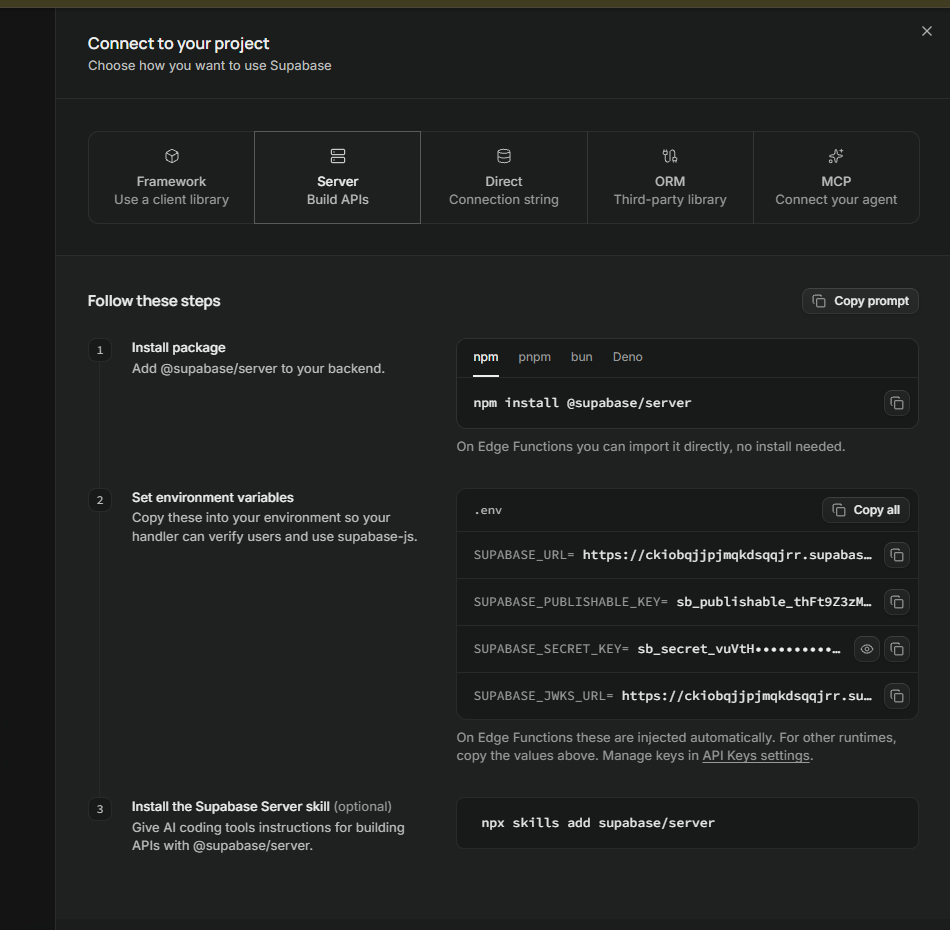 Connect to your project
Choose how you want to use Supabase
Framework
Use a client library
Server
Build APIs
Direct
Connection string
ORM
Third-party library
MCP
Connect your agent
Follow these steps
Copy prompt
1
Install package
Add @supabase/server to your backend.
npm pnpm bun Deno
npm install @supabase/server
On Edge Functions you can import it directly, no install needed.
2
Set environment variables
Copy these into your environment so your
handler can verify users and use supabase-js.
.env
Copy all
SUPABASE_URL= https://ckiobqjjpjmqkdsqqjrr.supabas…
SUPABASE_PUBLISHABLE_KEY= sb_publishable_thFt9Z3zM…
SUPABASE_SECRET_KEY= sb_secret_vuVtH••••••••••…
SUPABASE_JWKS_URL= https://ckiobqjjpjmqkdsqqjrr.su…
On Edge Functions these are injected automatically. For other runtimes,
copy the values above. Manage keys in API Keys settings.
3
Install the Supabase Server skill (optional)
Give AI coding tools instructions for building
APIs with @supabase/server.
npx skills add supabase/server